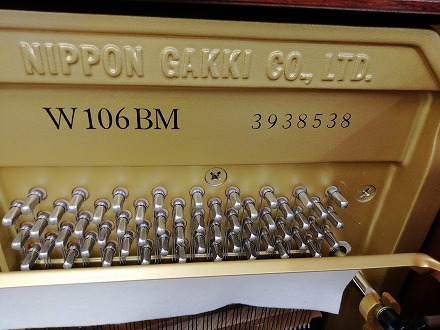 NIPPON GAKKI CO., LTD.
W106BM 3938538